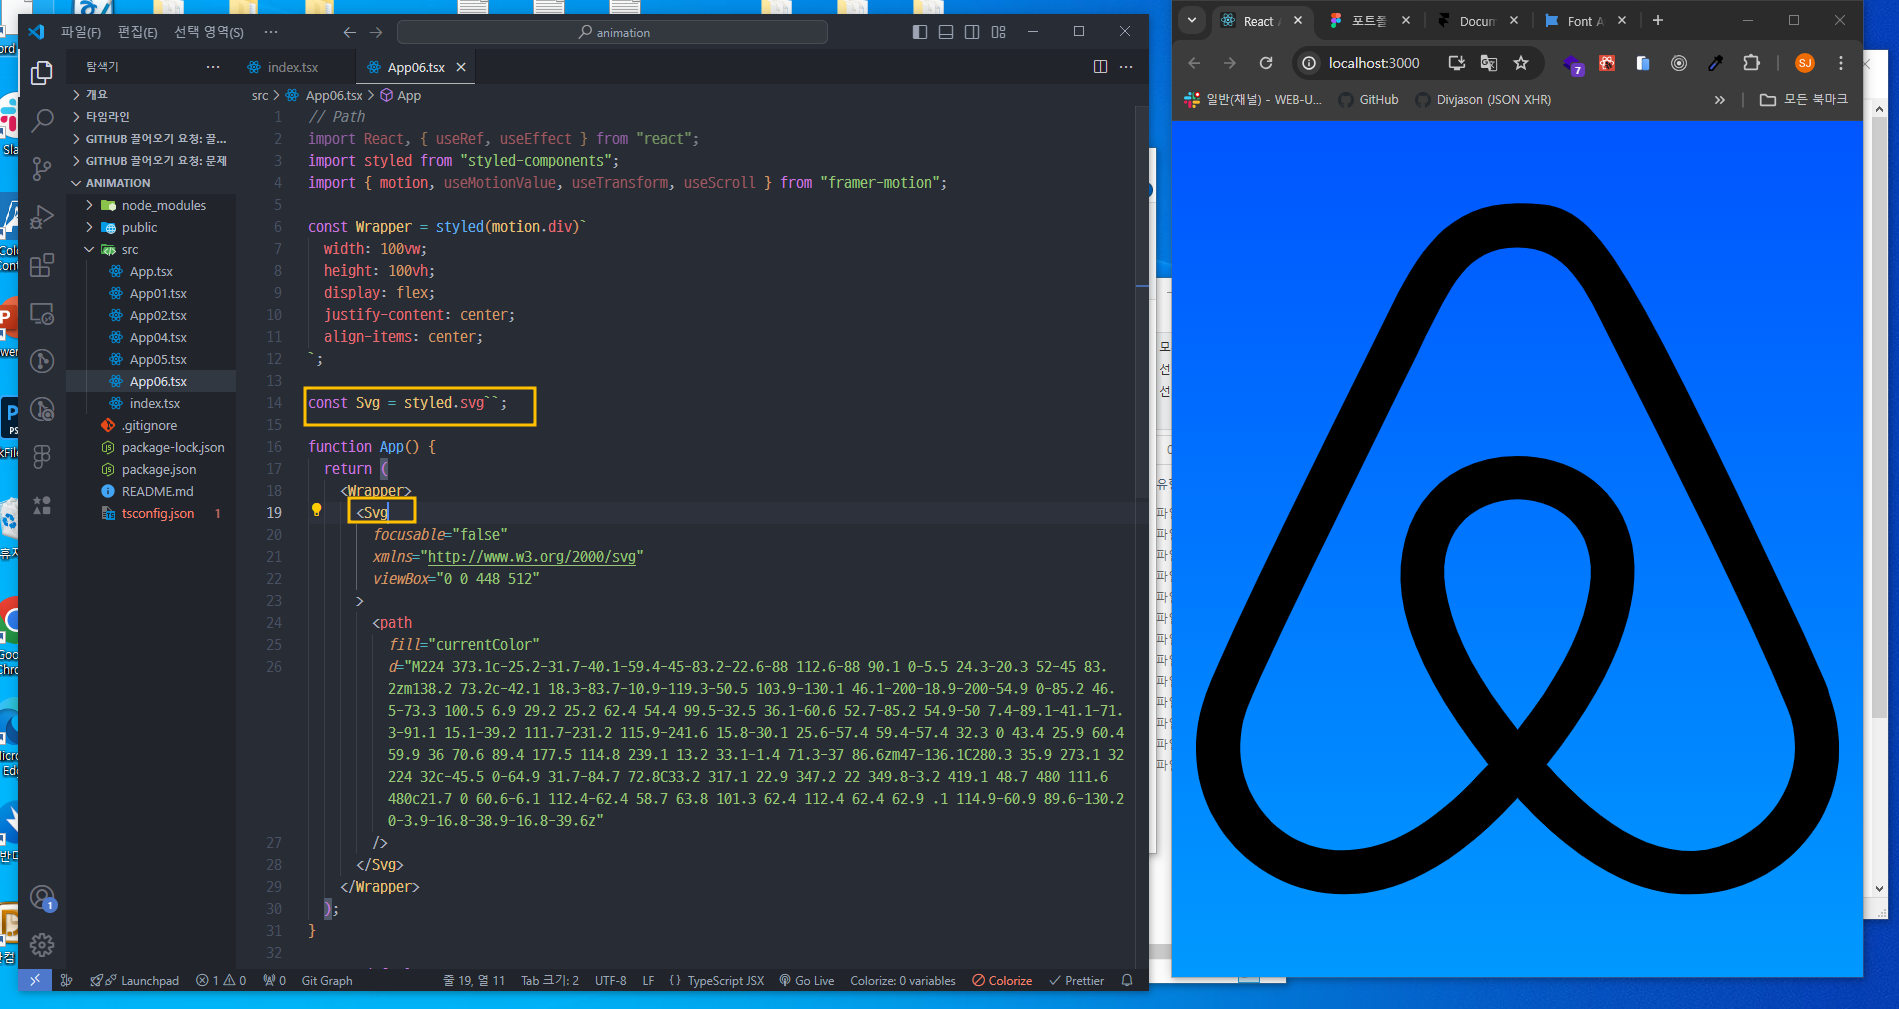 파일(F) 편집(E) 선택 영역(S) ···
animation
탐색기 ···
개요
타임라인
GITHUB 끌어오기 요청: 끌...
GITHUB 끌어오기 요청: 문제
ANIMATION
node_modules
public
src
App.tsx
App01.tsx
App02.tsx
App04.tsx
App05.tsx
App06.tsx
index.tsx
.gitignore
package-lock.json
package.json
README.md
tsconfig.json 1
index.tsx
App06.tsx
src > App06.tsx > App
1 // Path
2 import React, { useRef, useEffect } from "react";
3 import styled from "styled-components";
4 import { motion, useMotionValue, useTransform, useScroll } from "framer-motion";
5
6 const Wrapper = styled(motion.div)`
7 width: 100vw;
8 height: 100vh;
9 display: flex;
10 justify-content: center;
11 align-items: center;
12 `;
13
14 const Svg = styled.svg``;
15
16 function App() {
17 return (
18 <Wrapper>
19 <Svg
20 focusable="false"
21 xmlns="http://www.w3.org/2000/svg"
22 viewBox="0 0 448 512"
23 >
24 <path
25 fill="currentColor"
26 d="M224 373.1c-25.2-31.7-40.1-59.4-45-83.2-22.6-88 112.6-88 90.1 0-5.5 24.3-20.3 52-45 83.
2zm138.2 73.2c-42.1 18.3-83.7-10.9-119.3-50.5 103.9-130.1 46.1-200-18.9-200-54.9 0-85.2 46.
5-73.3 100.5 6.9 29.2 25.2 62.4 54.4 99.5-32.5 36.1-60.6 52.7-85.2 54.9-50 7.4-89.1-41.1-71.
3-91.1 15.1-39.2 111.7-231.2 115.9-241.6 15.8-30.1 25.6-57.4 59.4-57.4 32.3 0 43.4 25.9 60.4
59.9 36 70.6 89.4 177.5 114.8 239.1 13.2 33.1-1.4 71.3-37 86.6zm47-136.1C280.3 35.9 273.1 32
224 32c-45.5 0-64.9 31.7-84.7 72.8C33.2 317.1 22.9 347.2 22 349.8-3.2 419.1 48.7 480 111.6
480c21.7 0 60.6-6.1 112.4-62.4 58.7 63.8 101.3 62.4 112.4 62.4 62.9 .1 114.9-60.9 89.6-130.2
0-3.9-16.8-38.9-16.8-39.6z"
27 />
28 </Svg>
29 </Wrapper>
30 );
31 }
32
1
Launchpad 1 0 0 Git Graph 줄 19, 열 11 Tab 크기: 2 UTF-8 LF { } TypeScript JSX Go Live Colorize: 0 variables Colorize Prettier
React 포트폴 Docum Font A
localhost:3000
7
SJ
일반(채널) - WEB-U... GitHub Divjason (JSON XHR) » 모든 북마크